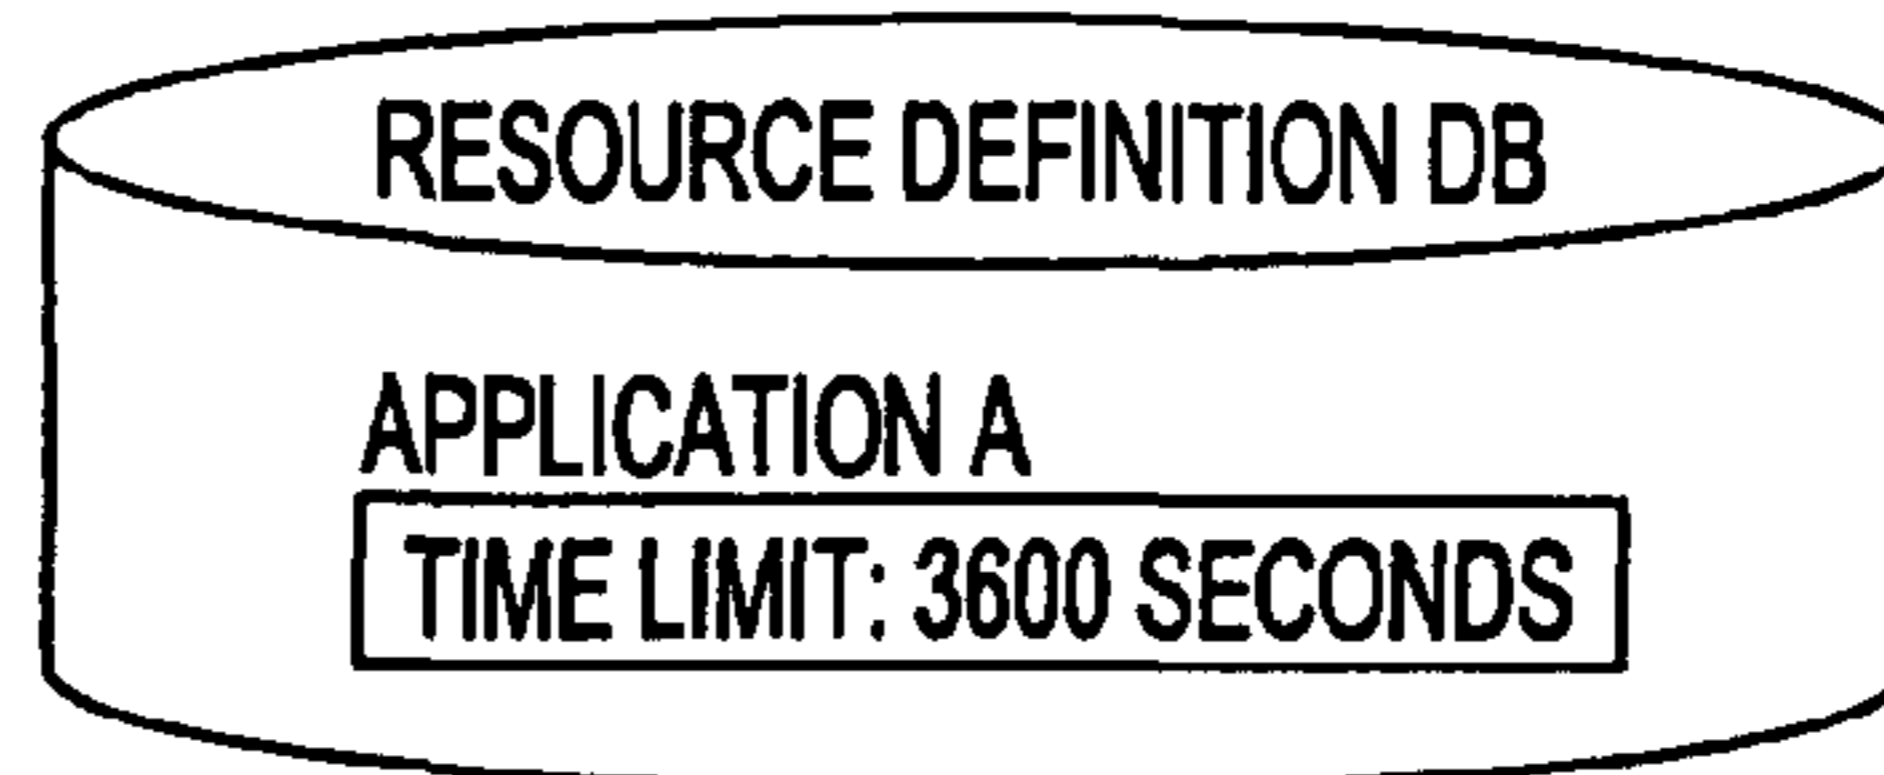 RESOURCE DEFINITION DB
APPLICATION A
TIME LIMIT: 3600 SECONDS